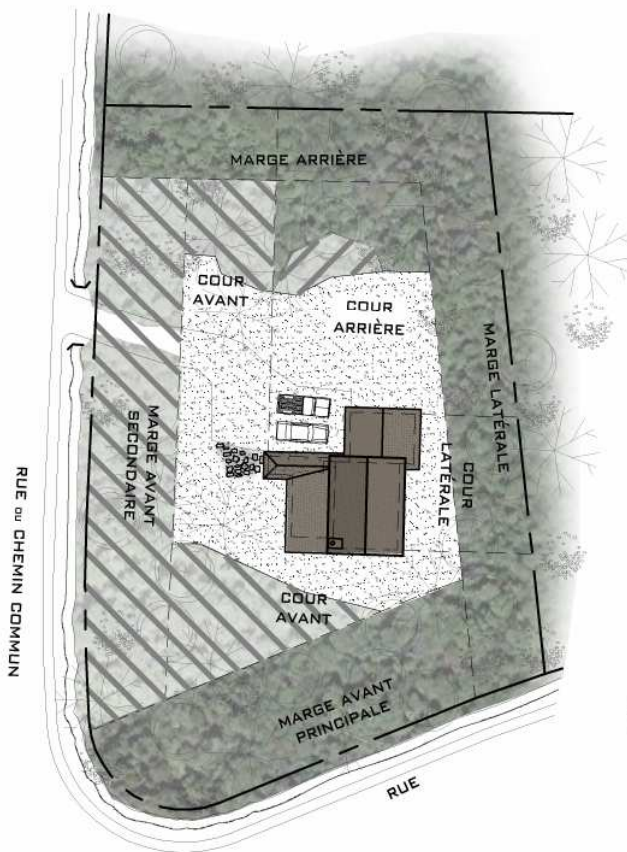 MARGE ARRIÈRE
COUR
AVANT
COUR
ARRIÈRE
MARGE LATÉRALE
MARGE AVANT
SECONDAIRE
COUR
LATÉRALE
RUE OU CHEMIN COMMUN
COUR
AVANT
MARGE AVANT
PRINCIPALE
RUE